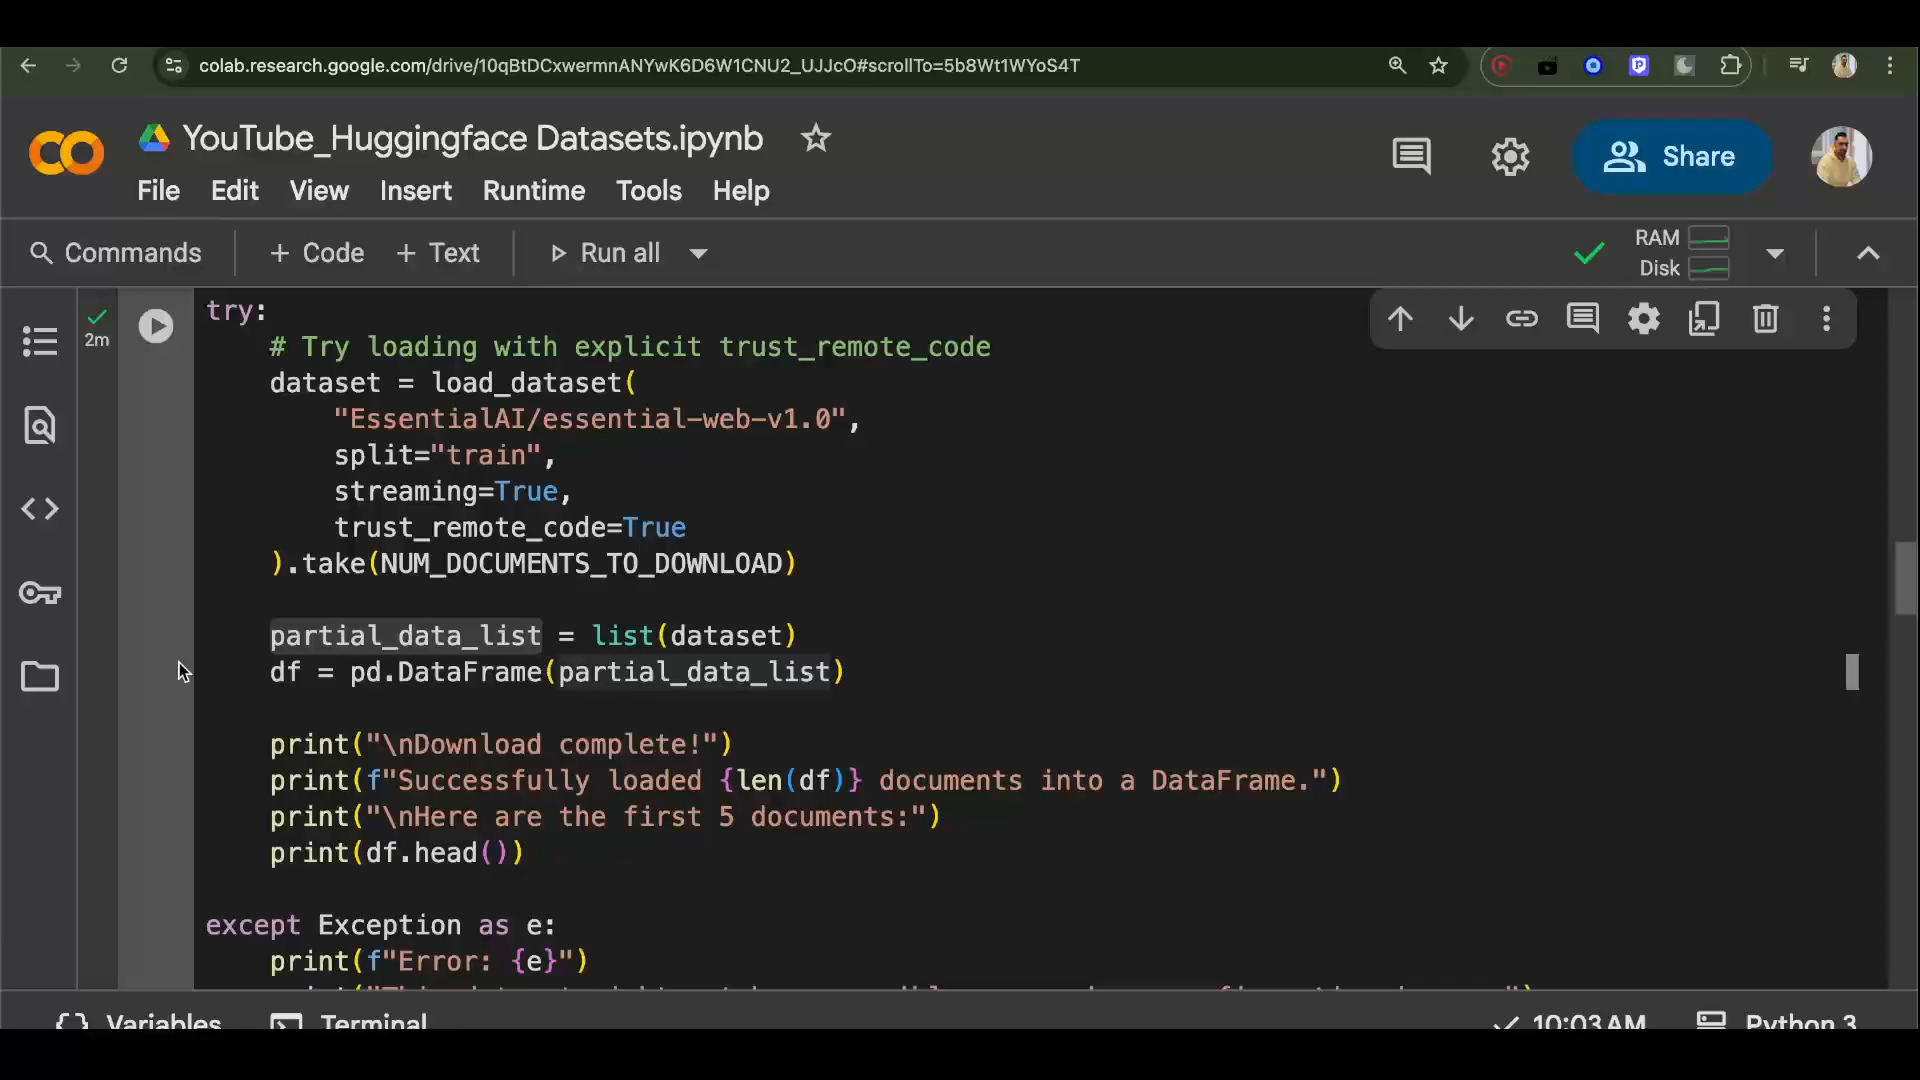 colab.research.google.com/drive/10qBtDCxwermnANYwK6D6W1CNU2_UJJcO#scrollTo=5b8Wt1WYoS4T
YouTube_Huggingface Datasets.ipynb
Share
File Edit View Insert Runtime Tools Help
Commands + Code + Text Run all
RAM
Disk
2m
try:
# Try loading with explicit trust_remote_code
dataset = load_dataset(
"EssentialAI/essential-web-v1.0",
split="train",
streaming=True,
trust_remote_code=True
).take(NUM_DOCUMENTS_TO_DOWNLOAD)
partial_data_list = list(dataset)
df = pd.DataFrame(partial_data_list)
print("\nDownload complete!")
print(f"Successfully loaded {len(df)} documents into a DataFrame.")
print("\nHere are the first 5 documents:")
print(df.head())
except Exception as e:
print(f"Error: {e}")
Variables Terminal 10:03 AM Python 3